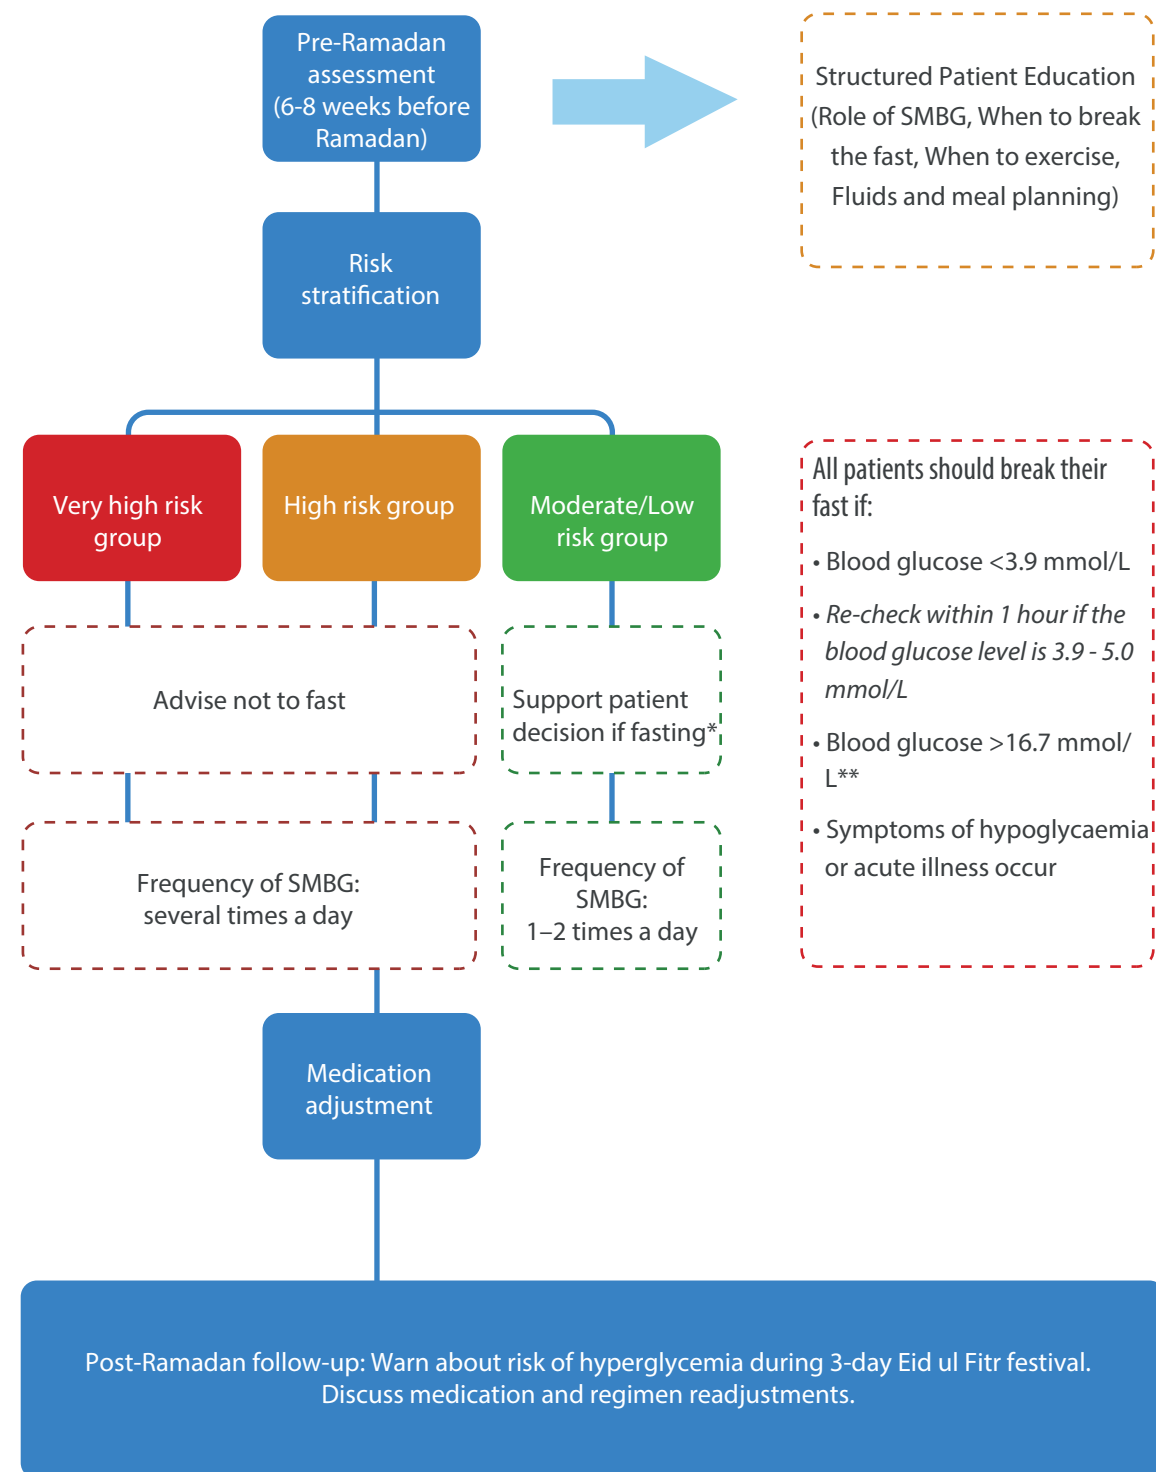 Pre-Ramadan
assessment
(6-8 weeks before
Ramadan)
Structured Patient Education
(Role of SMBG, When to break
the fast, When to exercise,
Fluids and meal planning)
Risk
stratification
Very high risk
group
High risk group
Moderate/Low
risk group
Advise not to fast
Support patient
decision if fasting*
Frequency of SMBG:
several times a day
Frequency of
SMBG:
1–2 times a day
All patients should break their
fast if:
• Blood glucose <3.9 mmol/L
• Re-check within 1 hour if the
blood glucose level is 3.9 - 5.0
mmol/L
• Blood glucose >16.7 mmol/
L**
• Symptoms of hypoglycaemia
or acute illness occur
Medication
adjustment
Post-Ramadan follow-up: Warn about risk of hyperglycemia during 3-day Eid ul Fitr festival.
Discuss medication and regimen readjustments.